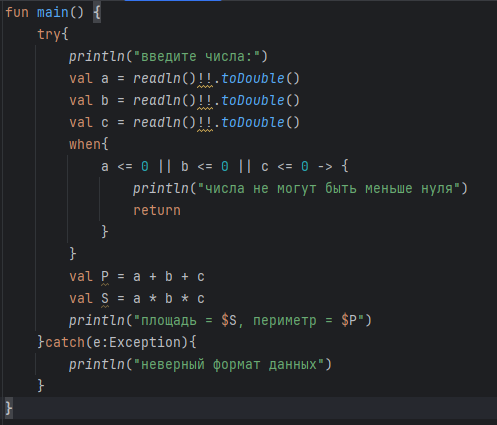 fun main() {
try{
println("введите числа:")
val a = readln()!!.toDouble()
val b = readln()!!.toDouble()
val c = readln()!!.toDouble()
when{
a <= 0 || b <= 0 || c <= 0 -> {
println("числа не могут быть меньше нуля")
return
}
}
val P = a + b + c
val S = a * b * c
println("площадь = $S, периметр = $P")
}catch(e:Exception){
println("неверный формат данных")
}
}